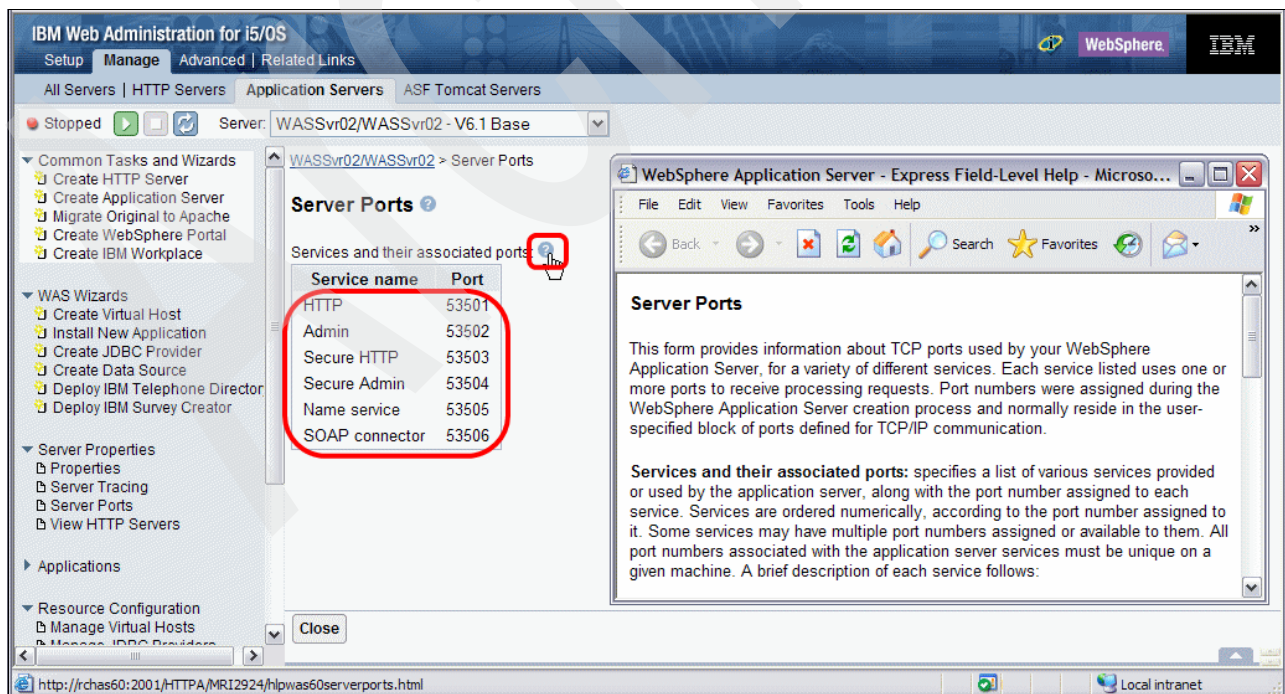 IBM Web Administration for i5/OS
Setup Manage Advanced | Related Links
WebSphere. IBM
All Servers | HTTP Servers Application Servers ASF Tomcat Servers
Stopped Server: WASSvr02/WASSvr02 - V6.1 Base
Common Tasks and Wizards
Create HTTP Server
Create Application Server
Migrate Original to Apache
Create WebSphere Portal
Create IBM Workplace
WAS Wizards
Create Virtual Host
Install New Application
Create JDBC Provider
Create Data Source
Deploy IBM Telephone Director
Deploy IBM Survey Creator
Server Properties
Properties
Server Tracing
Server Ports
View HTTP Servers
Applications
Resource Configuration
Manage Virtual Hosts
Manage JDBC Providers
WASSvr02/WASSvr02 > Server Ports
Server Ports
Services and their associated ports:
Service name Port
HTTP 53501
Admin 53502
Secure HTTP 53503
Secure Admin 53504
Name service 53505
SOAP connector 53506
Close
WebSphere Application Server - Express Field-Level Help - Microso...
File Edit View Favorites Tools Help
Back Search Favorites
Server Ports
This form provides information about TCP ports used by your WebSphere
Application Server, for a variety of different services. Each service listed uses one or
more ports to receive processing requests. Port numbers were assigned during the
WebSphere Application Server creation process and normally reside in the user-
specified block of ports defined for TCP/IP communication.
Services and their associated ports: specifies a list of various services provided
or used by the application server, along with the port number assigned to each
service. Services are ordered numerically, according to the port number assigned to
it. Some services may have multiple port numbers assigned or available to them. All
port numbers associated with the application server services must be unique on a
given machine. A brief description of each service follows:
http://rchas60:2001/HTTPA/MRI2924/hlpwas60serverports.html
Local intranet